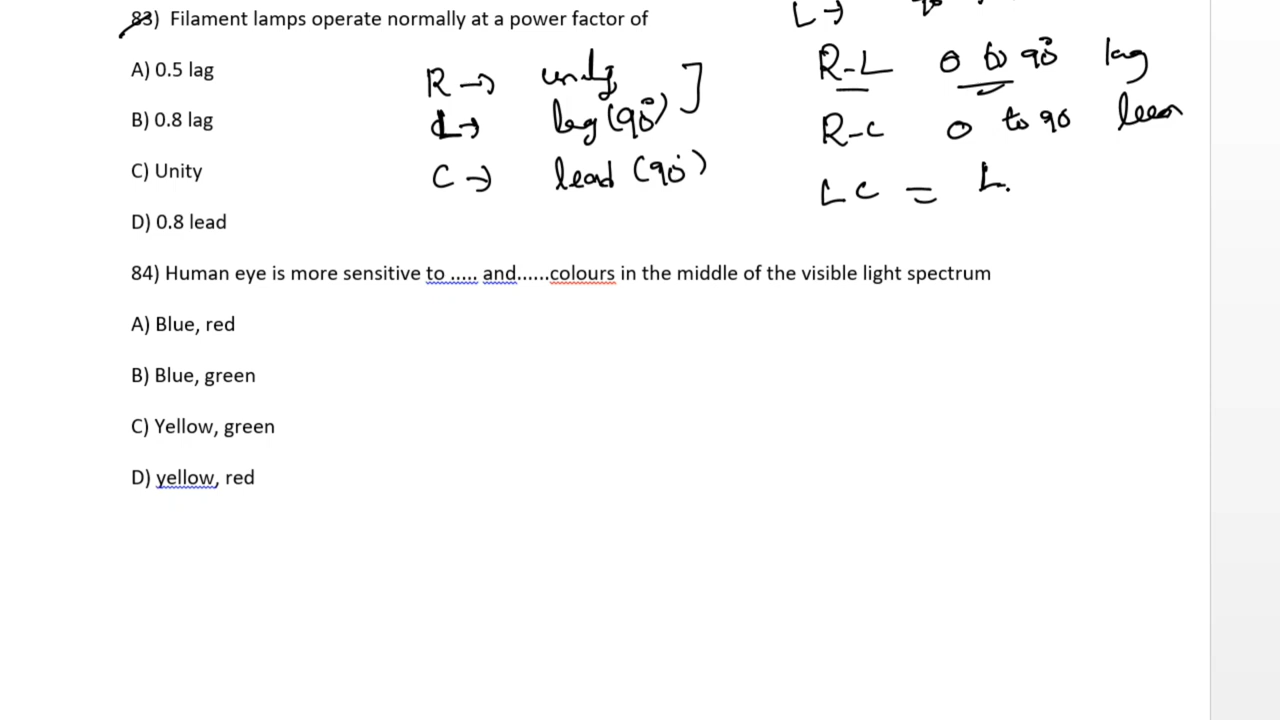 83) Filament lamps operate normally at a power factor of
L →
A) 0.5 lag
R → unity
R-L 0 to 90° lag
B) 0.8 lag
L → lag (90°)
R-C 0 to 90
C) Unity
C → lead (90°)
LC = L.
D) 0.8 lead
84) Human eye is more sensitive to ..... and......colours in the middle of the visible light spectrum
A) Blue, red
B) Blue, green
C) Yellow, green
D) yellow, red